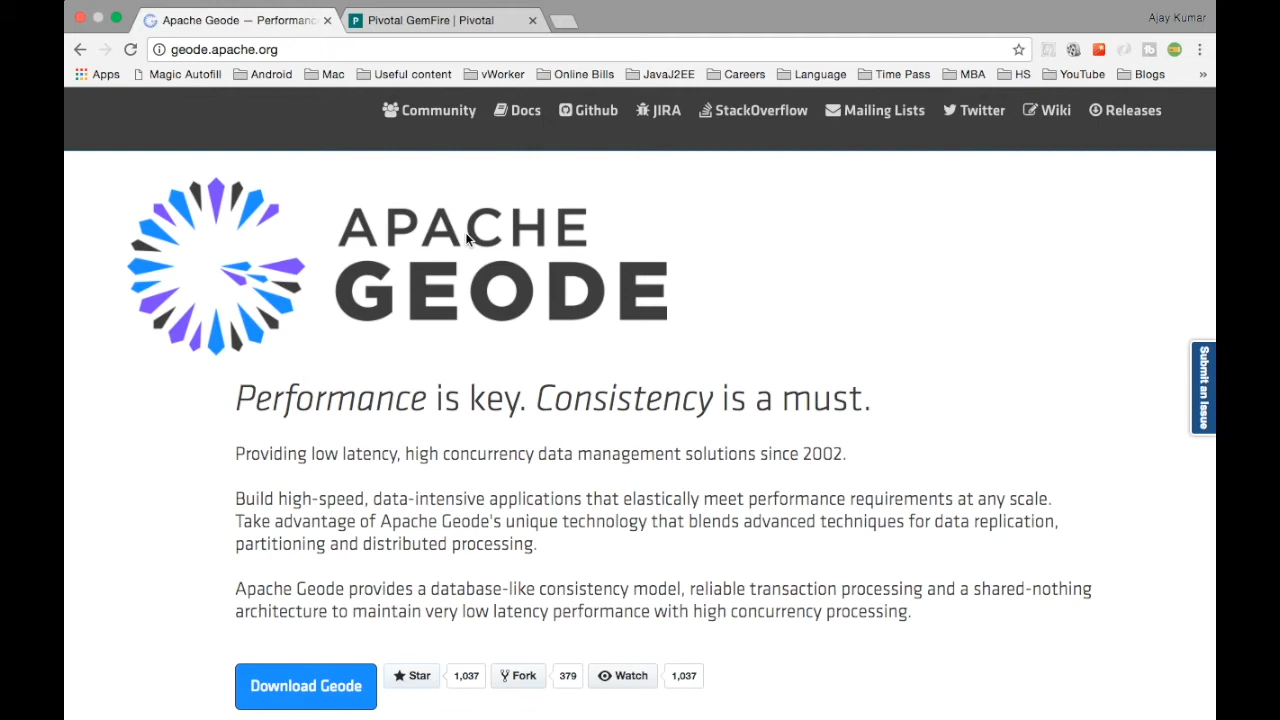 Apache Geode — Performanc
Pivotal GemFire | Pivotal
Ajay Kumar
geode.apache.org
Apps Magic Autofill Android Mac Useful content vWorker Online Bills JavaJ2EE Careers Language Time Pass MBA HS YouTube Blogs »
Community Docs Github JIRA StackOverflow Mailing Lists Twitter Wiki Releases
APACHE
GEODE
Submit an Issue
Performance is key. Consistency is a must.
Providing low latency, high concurrency data management solutions since 2002.
Build high-speed, data-intensive applications that elastically meet performance requirements at any scale.
Take advantage of Apache Geode's unique technology that blends advanced techniques for data replication,
partitioning and distributed processing.
Apache Geode provides a database-like consistency model, reliable transaction processing and a shared-nothing
architecture to maintain very low latency performance with high concurrency processing.
Download Geode Star 1,037 Fork 379 Watch 1,037